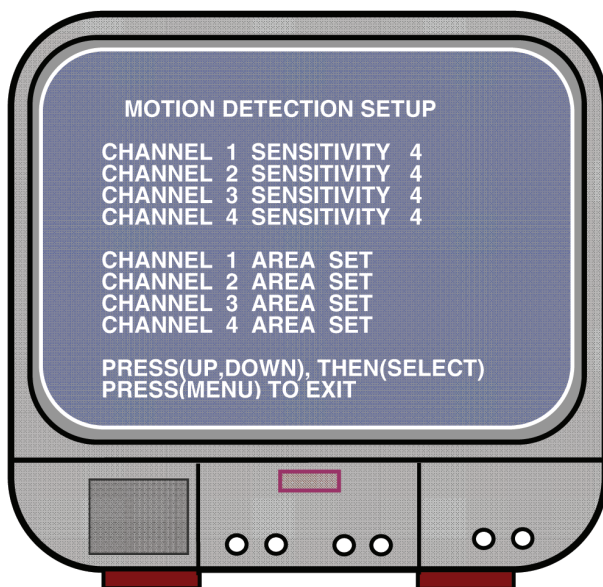 MOTION DETECTION SETUP
CHANNEL 1 SENSITIVITY 4
CHANNEL 2 SENSITIVITY 4
CHANNEL 3 SENSITIVITY 4
CHANNEL 4 SENSITIVITY 4
CHANNEL 1 AREA SET
CHANNEL 2 AREA SET
CHANNEL 3 AREA SET
CHANNEL 4 AREA SET
PRESS(UP,DOWN), THEN(SELECT)
PRESS(MENU) TO EXIT